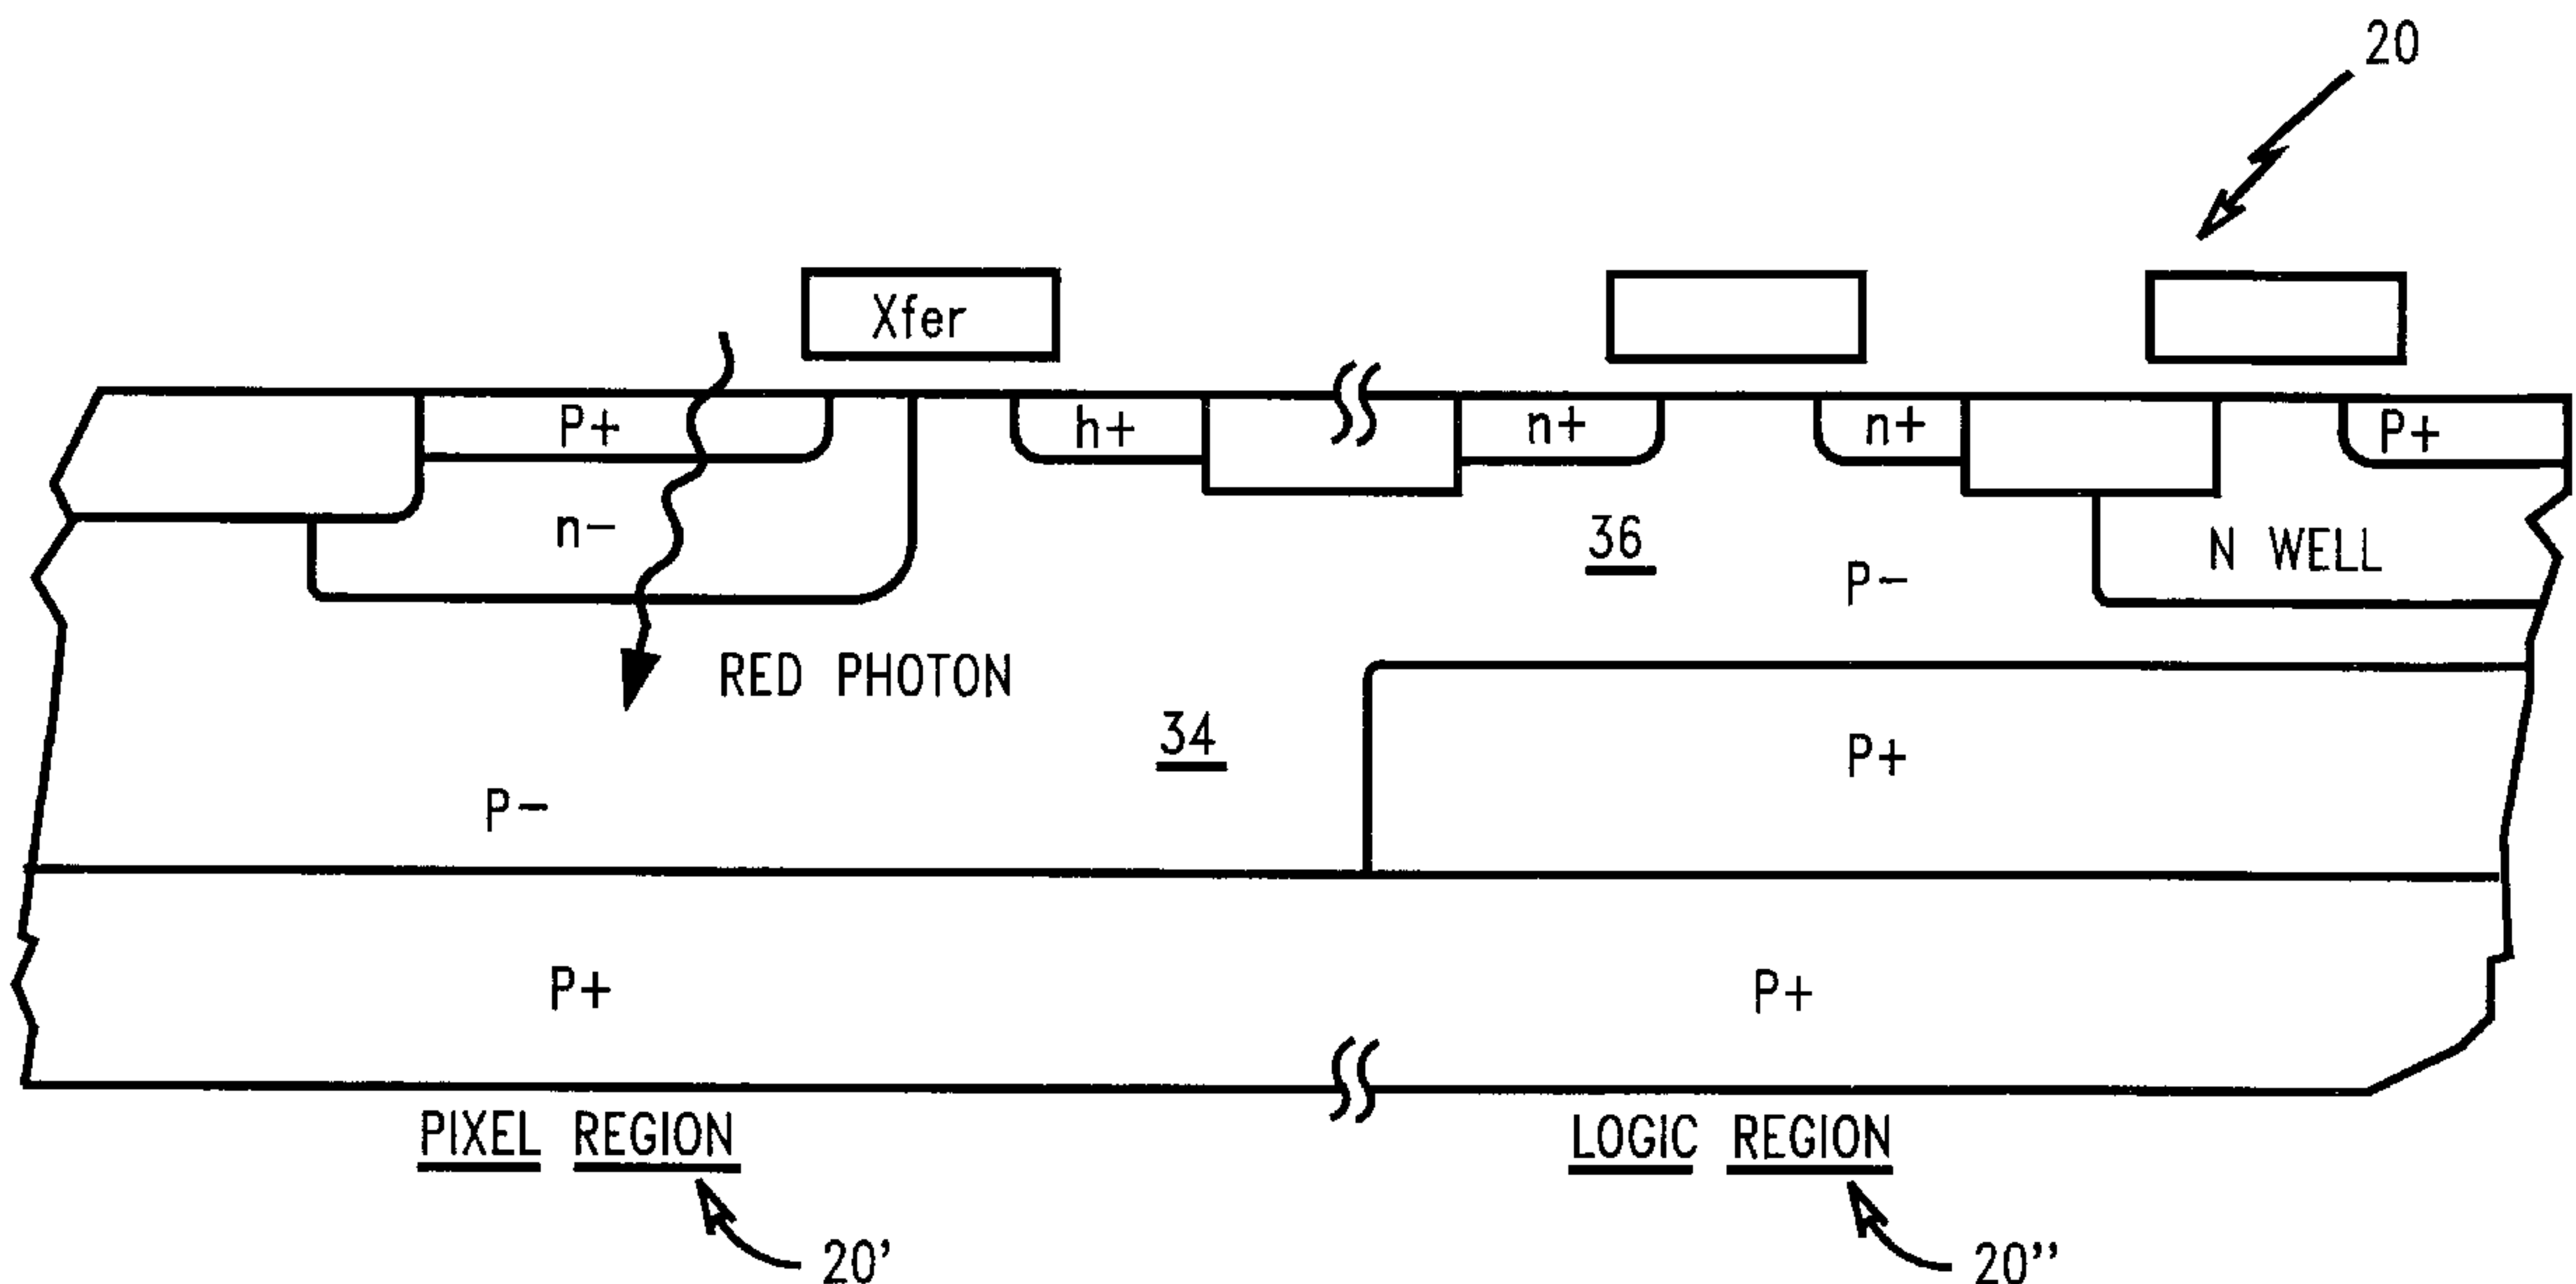 20
Xfer
P+
h+
n+
n+
P+
n-
36
P-
N WELL
RED PHOTON
34
P+
P-
P+
P+
PIXEL REGION
LOGIC REGION
20'
20''